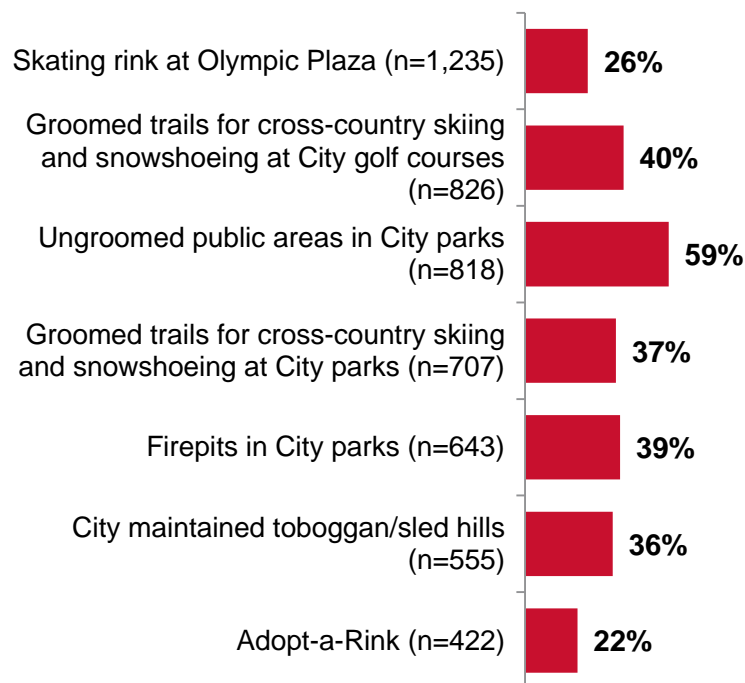 Skating rink at Olympic Plaza (n=1,235)
26%
Groomed trails for cross-country skiing
and snowshoeing at City golf courses
(n=826)
40%
Ungroomed public areas in City parks
(n=818)
59%
Groomed trails for cross-country skiing
and snowshoeing at City parks (n=707)
37%
Firepits in City parks (n=643)
39%
City maintained toboggan/sled hills
(n=555)
36%
Adopt-a-Rink (n=422)
22%